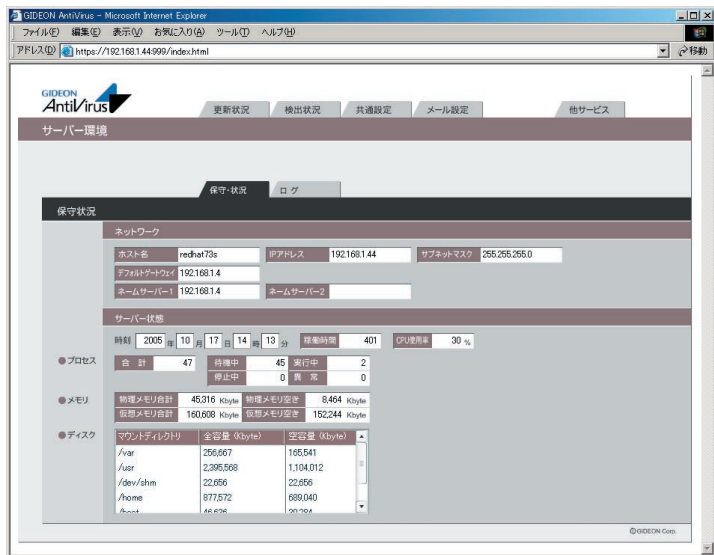 GIDEON AntiVirus - Microsoft Internet Explorer
ファイル(F) 編集(E) 表示(V) お気に入り(A) ツール(T) ヘルプ(H)
アドレス(D) https://192.168.1.44:999/index.html 移動
GIDEON
AntiVirus
更新状況 検出状況 共通設定 メール設定 他サービス
サーバー環境
保守・状況 ログ
保守状況
ネットワーク
ホスト名 redhat73s IPアドレス 192.168.1.44 サブネットマスク 255.255.255.0
デフォルトゲートウェイ 192.168.1.4
ネームサーバー1 192.168.1.4 ネームサーバー2
サーバー状態
時刻 2005 年 10 月 17 日 14 時 13 分 稼働時間 401 CPU使用率 30 %
プロセス 合 計 47 待機中 45 実行中 2
停止中 0 異 常 0
メモリ 物理メモリ合計 45,316 Kbyte 物理メモリ空き 8,464 Kbyte
仮想メモリ合計 160,608 Kbyte 仮想メモリ空き 152,244 Kbyte
ディスク マウントディレクトリ 全容量 (Kbyte) 空容量 (Kbyte)
/var 256,667 165,541
/usr 2,395,568 1,104,012
/dev/shm 22,656 22,656
/home 877,572 689,040
/boot 46,636 39,284
©GIDEON Corp.